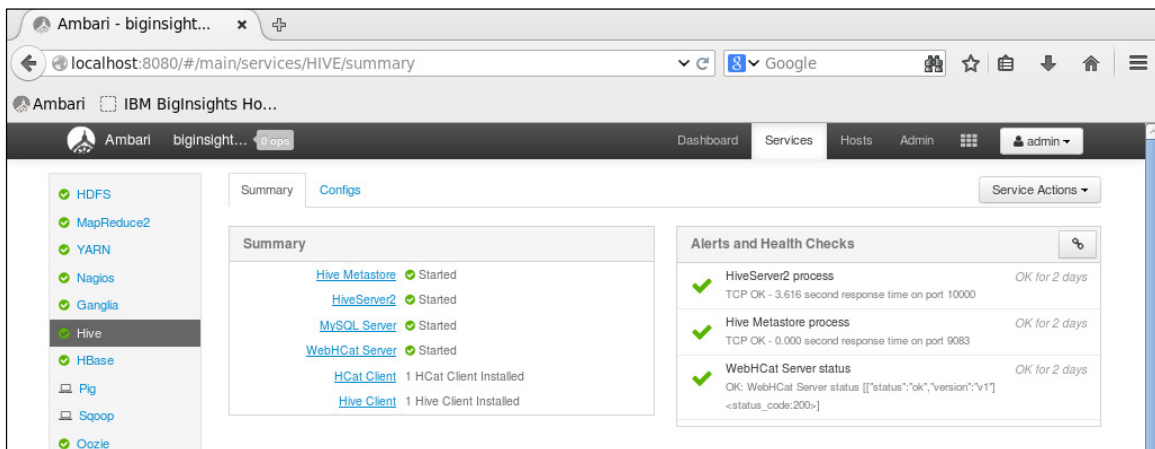 Ambari - biginsight...
localhost:8080/#/main/services/HIVE/summary
Google
Ambari
IBM BigInsights Ho...
Ambari
biginsight...
0 ops
Dashboard
Services
Hosts
Admin
admin
HDFS
MapReduce2
YARN
Nagios
Ganglia
Hive
HBase
Pig
Sqoop
Oozie
Summary
Configs
Service Actions
Summary
Hive Metastore Started
HiveServer2 Started
MySQL Server Started
WebHCat Server Started
HCat Client 1 HCat Client Installed
Hive Client 1 Hive Client Installed
Alerts and Health Checks
HiveServer2 process OK for 2 days
TCP OK - 3.616 second response time on port 10000
Hive Metastore process OK for 2 days
TCP OK - 0.000 second response time on port 9083
WebHCat Server status OK for 2 days
OK: WebHCat Server status [["status":"ok","version":"v1"]
<status_code:200>]